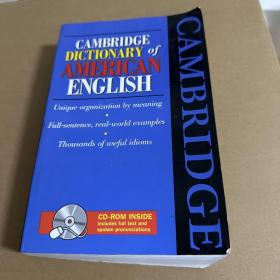 CAMBRIDGE
DICTIONARY of
AMERICAN
ENGLISH
Unique organization by meaning
Full-sentence, real-world examples
Thousands of useful idioms
CD-ROM INSIDE
includes full text and
spoken pronunciations
CAMBRIDGE